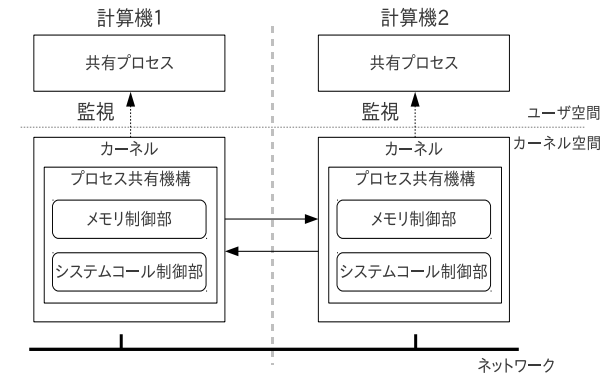 計算機1
計算機2
共有プロセス
共有プロセス
監視
監視
ユーザ空間
カーネル空間
カーネル
カーネル
プロセス共有機構
プロセス共有機構
メモリ制御部
メモリ制御部
システムコール制御部
システムコール制御部
ネットワーク